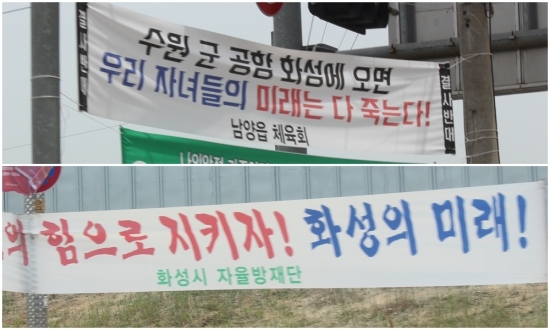 수원 군 공항 화성에 오면
우리 자녀들의 미래는 다 죽는다!
결사반대
남양읍 체육회
힘으로 지키자! 화성의 미래!
화성시 자율방재단